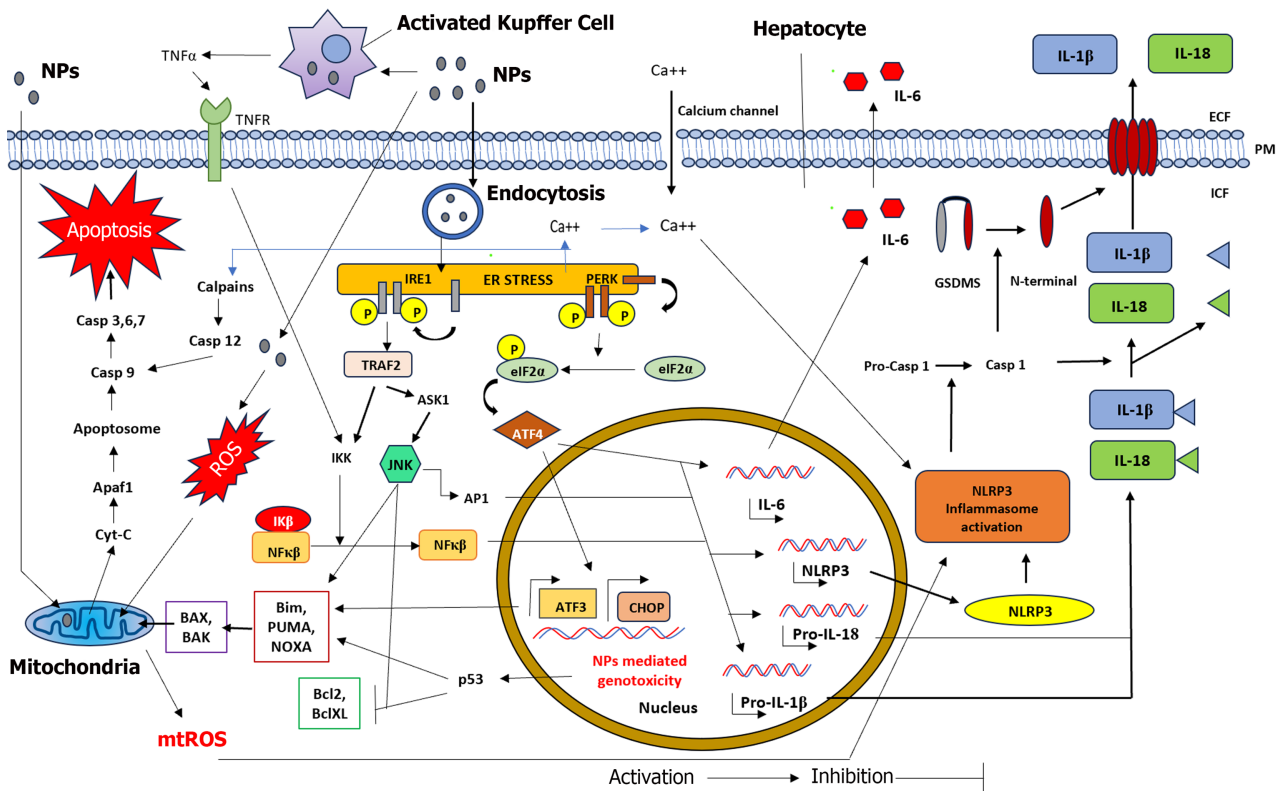 Activated Kupffer Cell
Hepatocyte
TNFα
NPs
NPs
Ca++
IL-1β
IL-18
IL-6
Calcium channel
TNFR
ECF
PM
ICF
Endocytosis
Apoptosis
Ca++
Ca++
IL-6
GSDMS
N-terminal
IL-1β
IL-18
Calpains
IRE1
ER STRESS
PERK
P
P
P
P
Casp 3,6,7
Casp 12
Casp 9
TRAF2
P
eIF2α
eIF2α
Pro-Casp 1
Casp 1
ASK1
IL-1β
IL-18
Apoptosome
ATF4
ROS
IKK
JNK
AP1
IL-6
NLRP3
Inflammasome
activation
Apaf1
Cyt-C
IKβ
NFκβ
NFκβ
NLRP3
NLRP3
ATF3
CHOP
Pro-IL-18
BAX,
BAK
Bim,
PUMA,
NOXA
Mitochondria
NPs mediated
genotoxicity
p53
Nucleus
Pro-IL-1β
Bcl2,
BclXL
mtROS
Activation
Inhibition